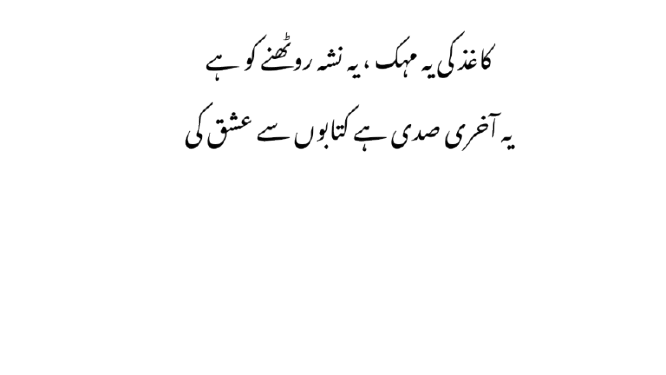 کاغذ کی یہ مہک ، یہ نشہ روٹھنے کو ہے
یہ آخری صدی ہے کتابوں سے عشق کی